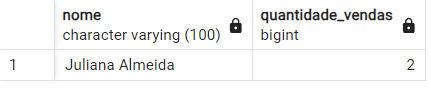 nome quantidade_vendas
character varying (100) bigint
1 Juliana Almeida 2